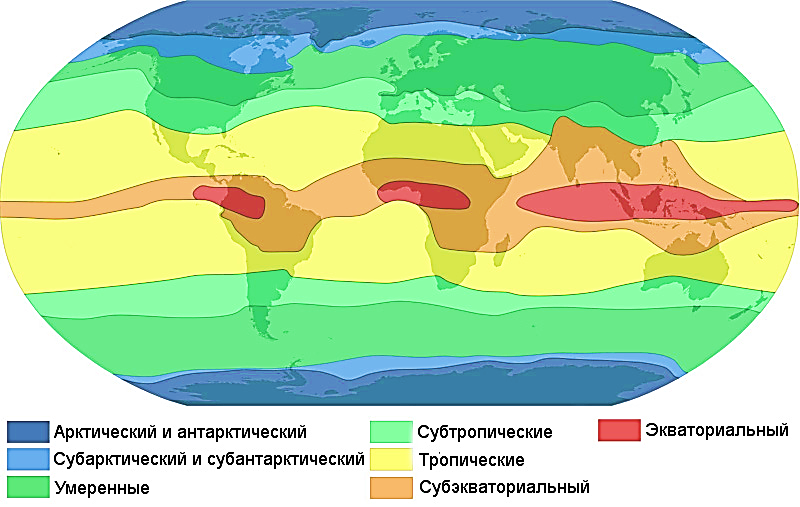 Арктический и антарктический
Субарктический и субантарктический
Умеренные
Субтропические
Тропические
Субэкваториальный
Экваториальный